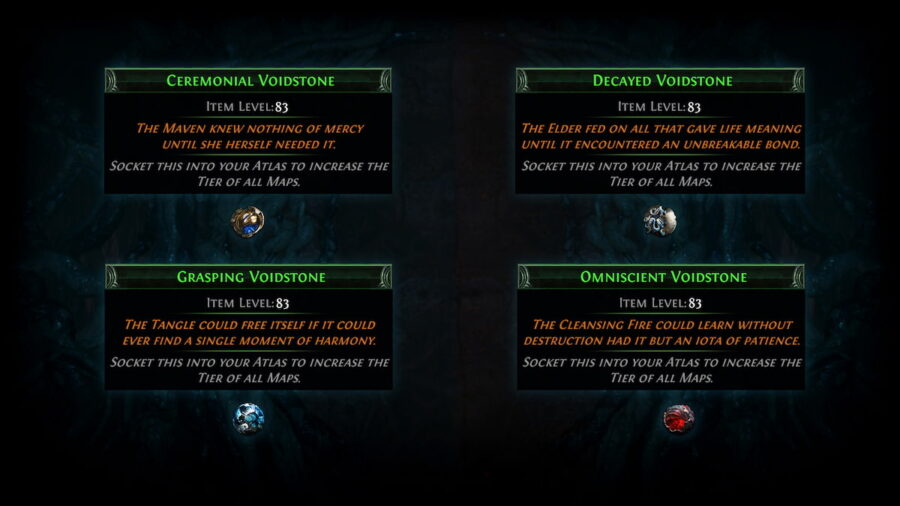 Ceremonial Voidstone
Item Level:83
The Maven knew nothing of mercy
until she herself needed it.
Socket this into your Atlas to increase the
Tier of all Maps.
Decayed Voidstone
Item Level:83
The Elder fed on all that gave life meaning
until it encountered an unbreakable bond.
Socket this into your Atlas to increase the
Tier of all Maps.
Grasping Voidstone
Item Level:83
The Tangle could free itself if it could
ever find a single moment of harmony.
Socket this into your Atlas to increase the
Tier of all Maps.
Omniscient Voidstone
Item Level:83
The Cleansing Fire could learn without
destruction had it but an iota of patience.
Socket this into your Atlas to increase the
Tier of all Maps.